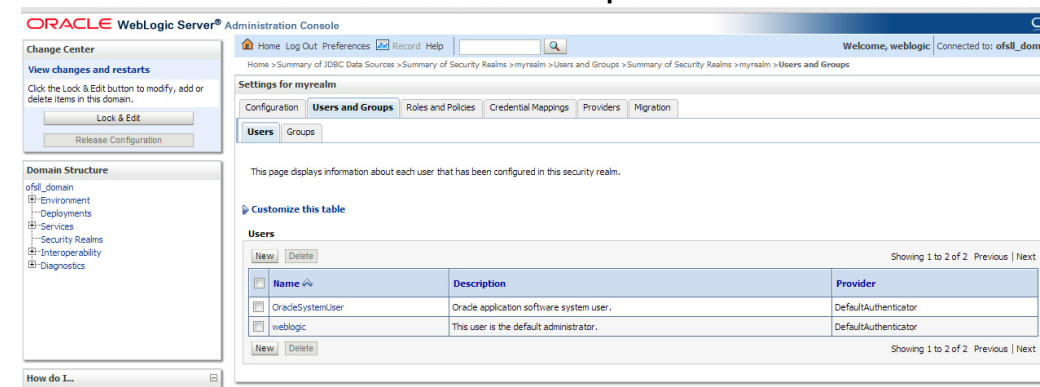 ORACLE WebLogic Server® Administration Console
Change Center
View changes and restarts
Click the Lock & Edit button to modify, add or
delete items in this domain.
Lock & Edit
Release Configuration
Domain Structure
ofsll_domain
Environment
Deployments
Services
Security Realms
Interoperability
Diagnostics
How do I...
Home Log Out Preferences Record Help
Welcome, weblogic Connected to: ofsll_dom
Home >Summary of JDBC Data Sources >Summary of Security Realms >myrealm >Users and Groups >Summary of Security Realms >myrealm >Users and Groups
Settings for myrealm
Configuration Users and Groups Roles and Policies Credential Mappings Providers Migration
Users Groups
This page displays information about each user that has been configured in this security realm.
Customize this table
Users
New Delete Showing 1 to 2 of 2 Previous | Next
Name Description Provider
OracleSystemUser Oracle application software system user. DefaultAuthenticator
weblogic This user is the default administrator. DefaultAuthenticator
New Delete Showing 1 to 2 of 2 Previous | Next